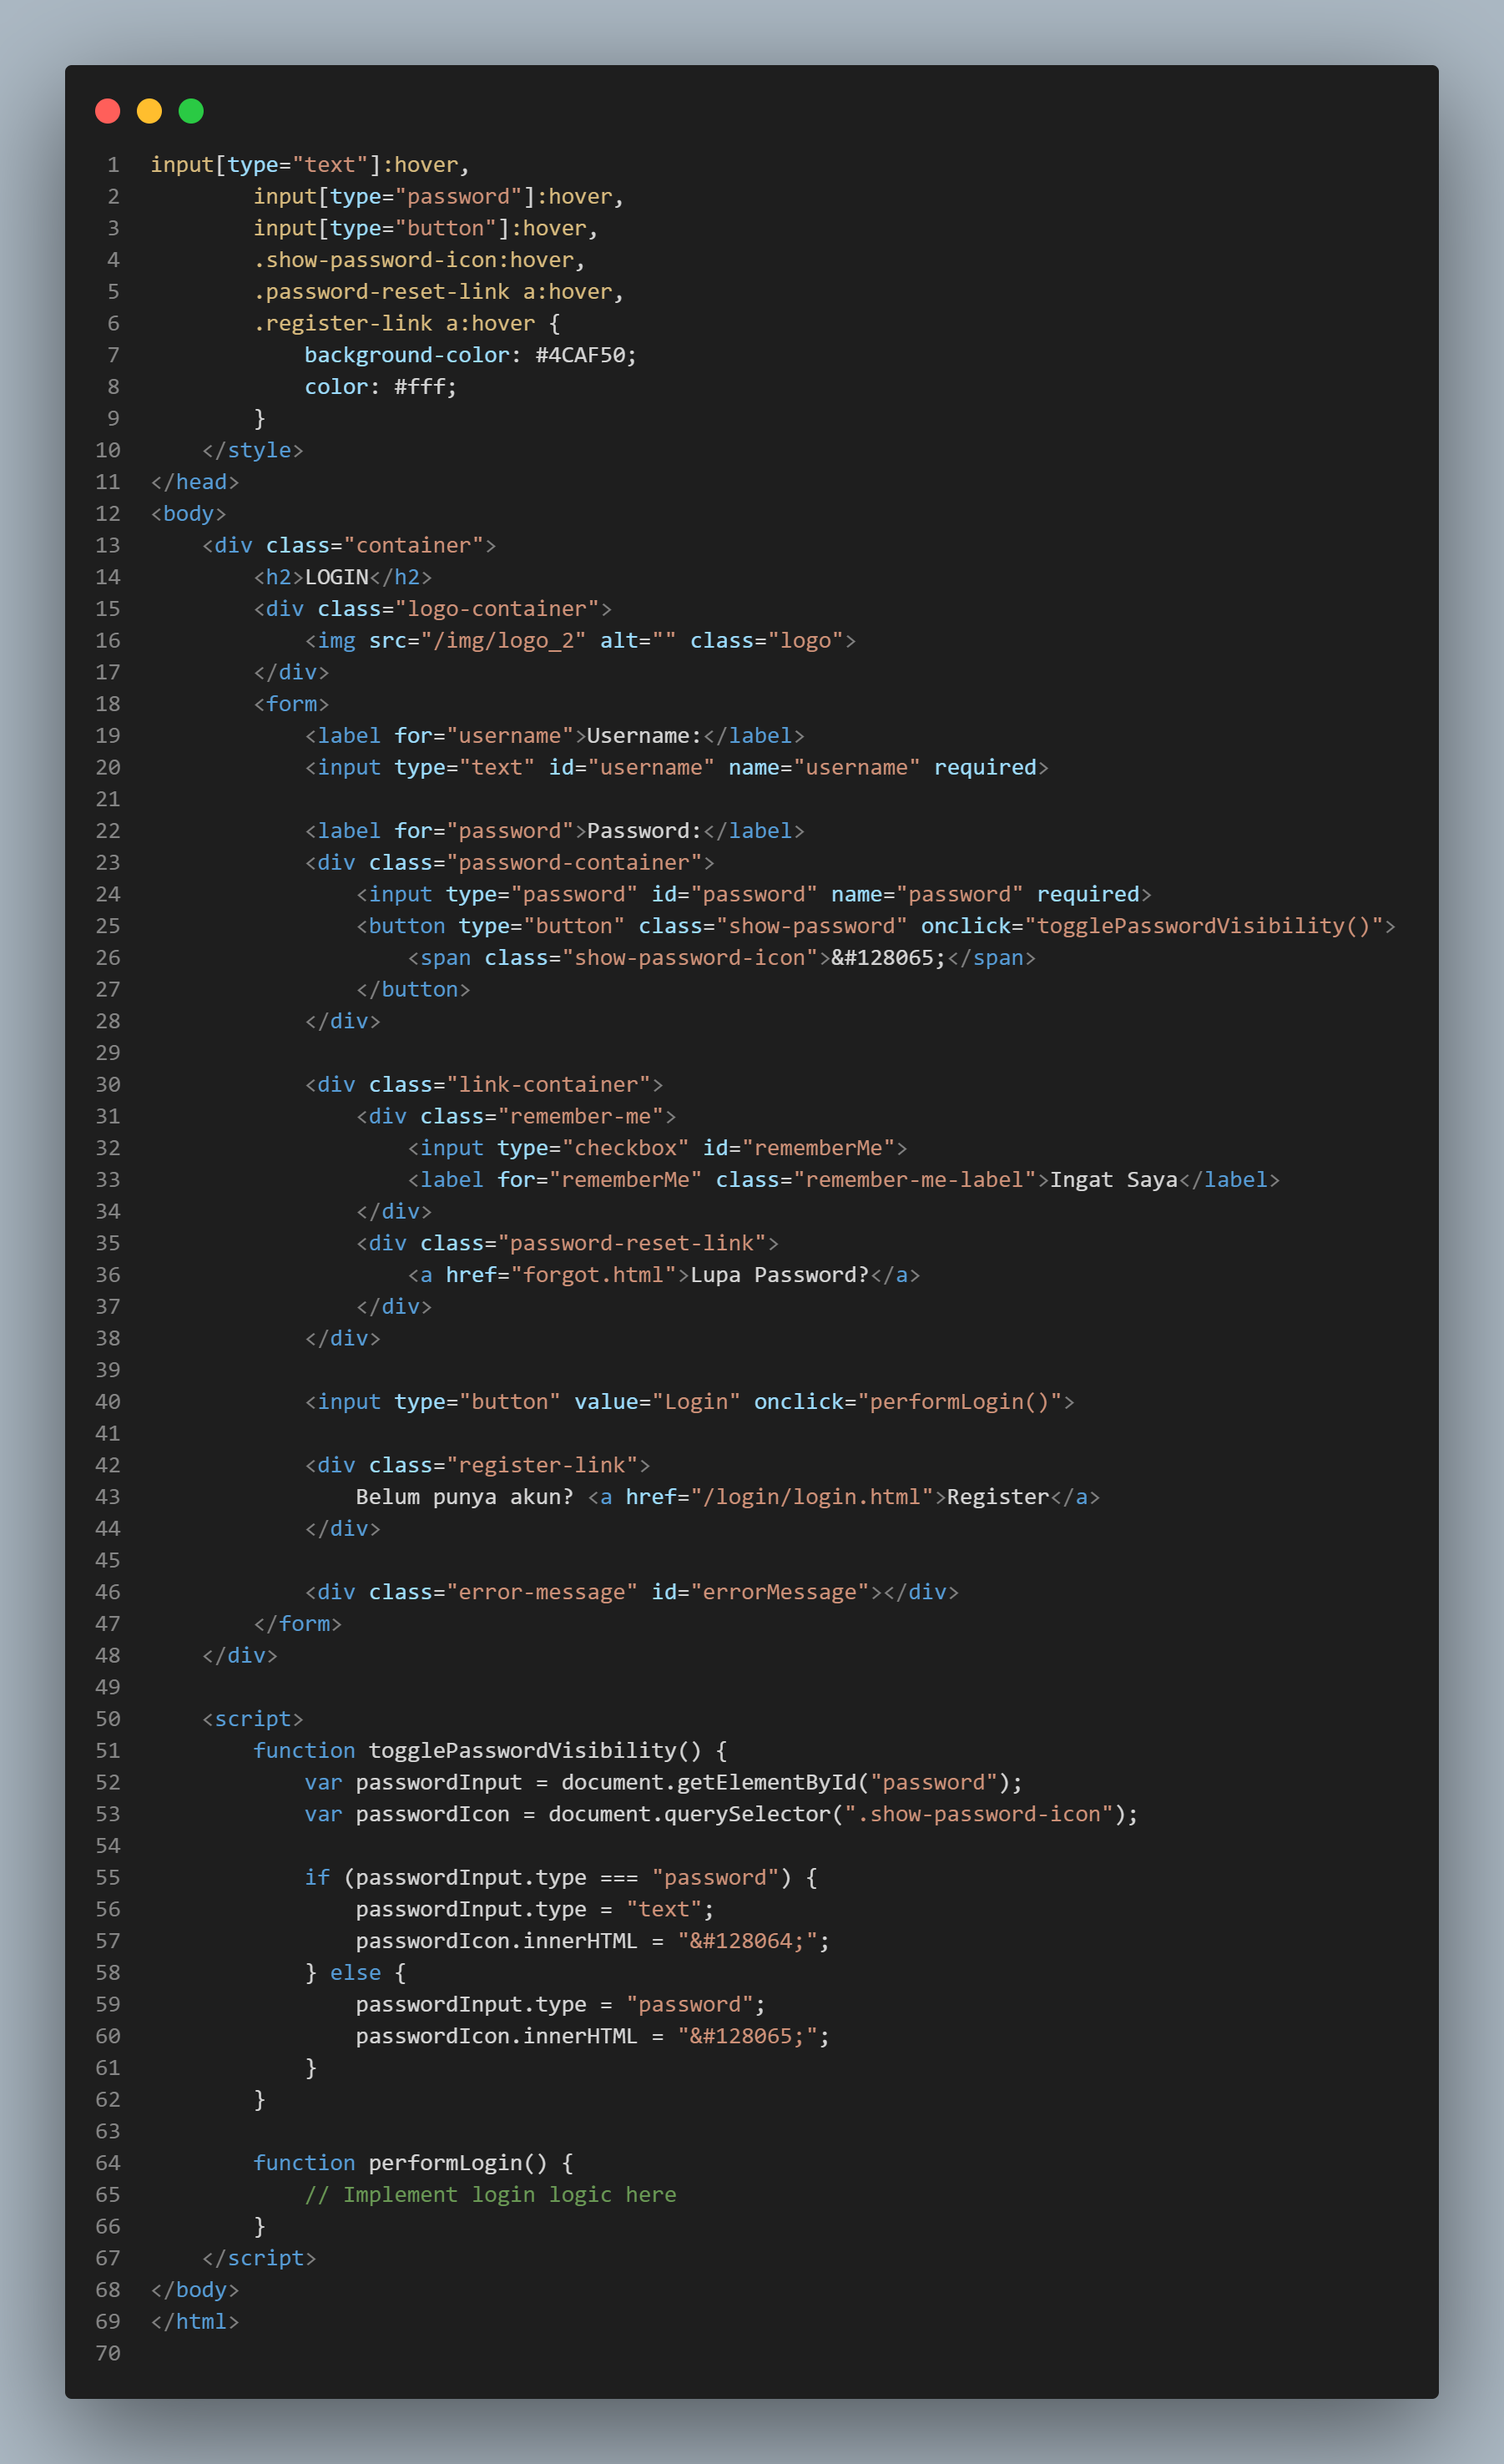 1 input[type="text"]:hover,
2         input[type="password"]:hover,
3         input[type="button"]:hover,
4         .show-password-icon:hover,
5         .password-reset-link a:hover,
6         .register-link a:hover {
7             background-color: #4CAF50;
8             color: #fff;
9         }
10     </style>
11 </head>
12 <body>
13     <div class="container">
14         <h2>LOGIN</h2>
15         <div class="logo-container">
16             <img src="/img/logo_2" alt="" class="logo">
17         </div>
18         <form>
19             <label for="username">Username:</label>
20             <input type="text" id="username" name="username" required>
21
22             <label for="password">Password:</label>
23             <div class="password-container">
24                 <input type="password" id="password" name="password" required>
25                 <button type="button" class="show-password" onclick="togglePasswordVisibility()">
26                     <span class="show-password-icon">&#128065;</span>
27                 </button>
28             </div>
29
30             <div class="link-container">
31                 <div class="remember-me">
32                     <input type="checkbox" id="rememberMe">
33                     <label for="rememberMe" class="remember-me-label">Ingat Saya</label>
34                 </div>
35                 <div class="password-reset-link">
36                     <a href="forgot.html">Lupa Password?</a>
37                 </div>
38             </div>
39
40             <input type="button" value="Login" onclick="performLogin()">
41
42             <div class="register-link">
43                 Belum punya akun? <a href="/login/login.html">Register</a>
44             </div>
45
46             <div class="error-message" id="errorMessage"></div>
47         </form>
48     </div>
49
50     <script>
51         function togglePasswordVisibility() {
52             var passwordInput = document.getElementById("password");
53             var passwordIcon = document.querySelector(".show-password-icon");
54
55             if (passwordInput.type === "password") {
56                 passwordInput.type = "text";
57                 passwordIcon.innerHTML = "&#128064;";
58             } else {
59                 passwordInput.type = "password";
60                 passwordIcon.innerHTML = "&#128065;";
61             }
62         }
63
64         function performLogin() {
65             // Implement login logic here
66         }
67     </script>
68 </body>
69 </html>
70